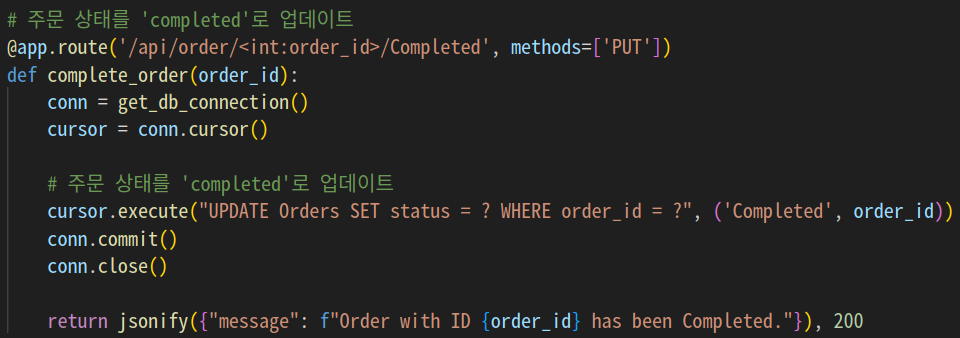 # 주문 상태를 'completed'로 업데이트
@app.route('/api/order/<int:order_id>/Completed', methods=['PUT'])
def complete_order(order_id):
    conn = get_db_connection()
    cursor = conn.cursor()

    # 주문 상태를 'completed'로 업데이트
    cursor.execute("UPDATE Orders SET status = ? WHERE order_id = ?", ('Completed', order_id))
    conn.commit()
    conn.close()

    return jsonify({"message": f"Order with ID {order_id} has been Completed."}), 200